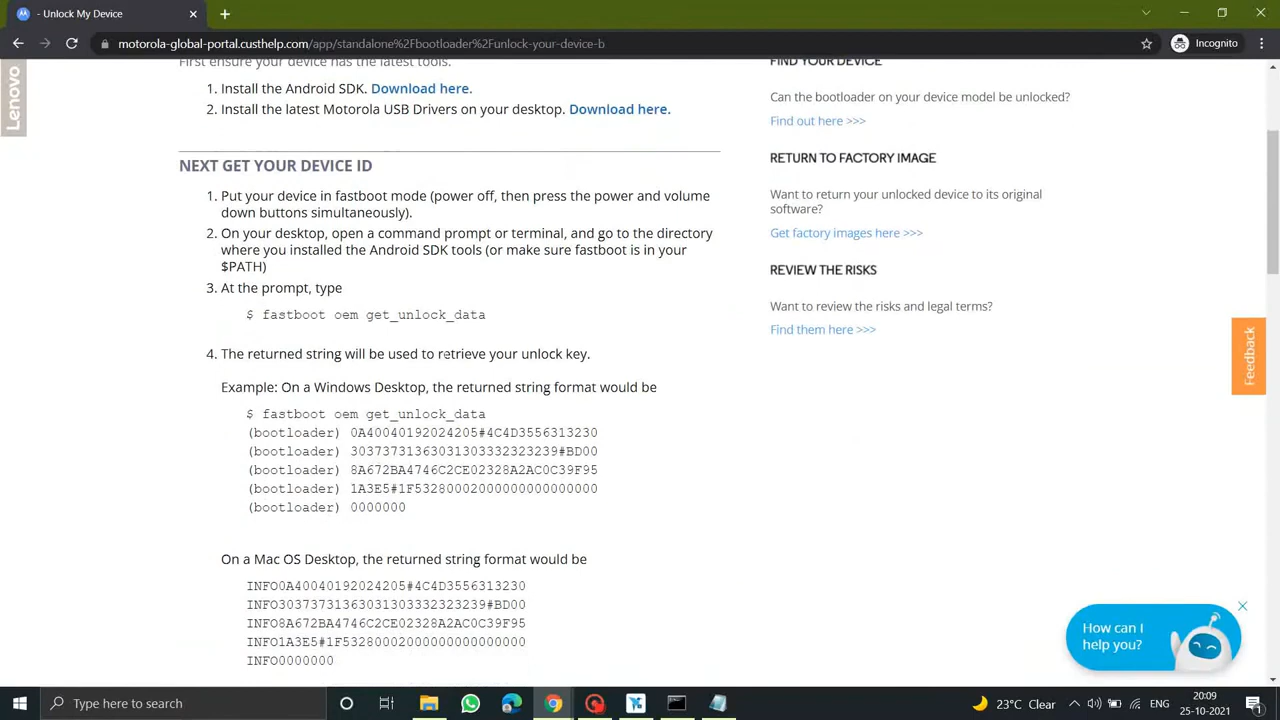 Unlock My Device
motorola-global-portal.custhelp.com/app/standalone%2Fbootloader%2Funlock-your-device-b
Incognito
Lenovo
First ensure your device has the latest tools.
1. Install the Android SDK. Download here.
2. Install the latest Motorola USB Drivers on your desktop. Download here.
NEXT GET YOUR DEVICE ID
1. Put your device in fastboot mode (power off, then press the power and volume
down buttons simultaneously).
2. On your desktop, open a command prompt or terminal, and go to the directory
where you installed the Android SDK tools (or make sure fastboot is in your
$PATH)
3. At the prompt, type
$ fastboot oem get_unlock_data
4. The returned string will be used to retrieve your unlock key.
Example: On a Windows Desktop, the returned string format would be
$ fastboot oem get_unlock_data
(bootloader) 0A40040192024205#4C4D3556313230
(bootloader) 30373731363031303332323239#BD00
(bootloader) 8A672BA4746C2CE02328A2AC0C39F95
(bootloader) 1A3E5#1F53280002000000000000000
(bootloader) 0000000
On a Mac OS Desktop, the returned string format would be
INFO0A40040192024205#4C4D3556313230
INFO30373731363031303332323239#BD00
INFO8A672BA4746C2CE02328A2AC0C39F95
INFO1A3E5#1F53280002000000000000000
INFO0000000
FIND YOUR DEVICE
Can the bootloader on your device model be unlocked?
Find out here >>>
RETURN TO FACTORY IMAGE
Want to return your unlocked device to its original
software?
Get factory images here >>>
REVIEW THE RISKS
Want to review the risks and legal terms?
Find them here >>>
Feedback
How can I
help you?
Type here to search
23°C Clear
ENG
20:09
25-10-2021
1